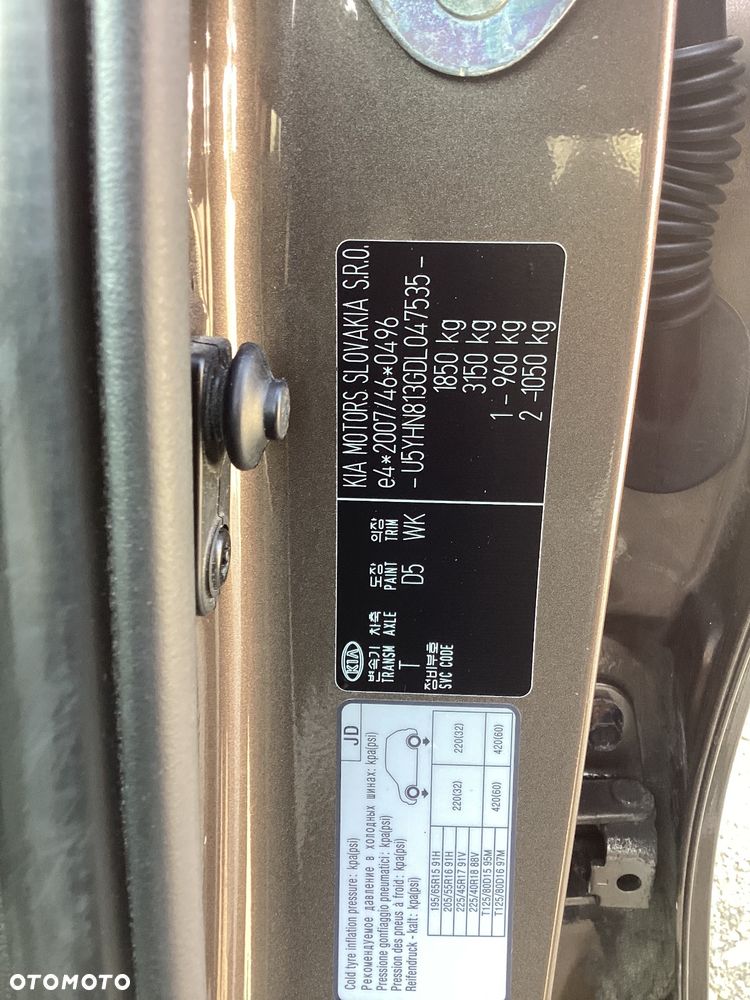 KIA MOTORS SLOVAKIA S.R.O.
e4*2007/46*0496
- U5YHN813GDL047535 -
1850 kg
3150 kg
1 - 960 kg
2 -1050 kg
KIA
변속기 차축 도장 의장
TRANSM AXLE PAINT TRIM
T D5 WK
정비부호
SVC CODE
JD
Cold tyre inflation pressure : kpa(psi)
Рекомендуемое давление в холодных шинах: kpa(psi)
Pressione gonfiaggio pneumatici : kpa(psi)
Pression des pneus à froid : kpa(psi)
Reifendruck - kalt : kpa(psi)
195/65R15 91H
205/55R16 91H
225/45R17 91V
225/40R18 88V
220(32) 220(32)
T125/80D15 95M
T125/80D16 97M
420(60) 420(60)
OTOMOTO